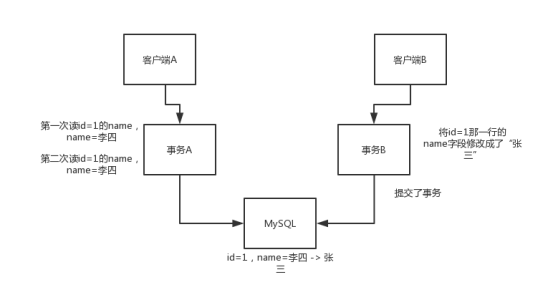 客户端A
客户端B
第一次读id=1的name，
name=李四
第二次读id=1的name，
name=李四
事务A
事务B
将id=1那一行的
name字段修改成了“张
三”
提交了事务
MySQL
id=1，name=李四 -> 张
三